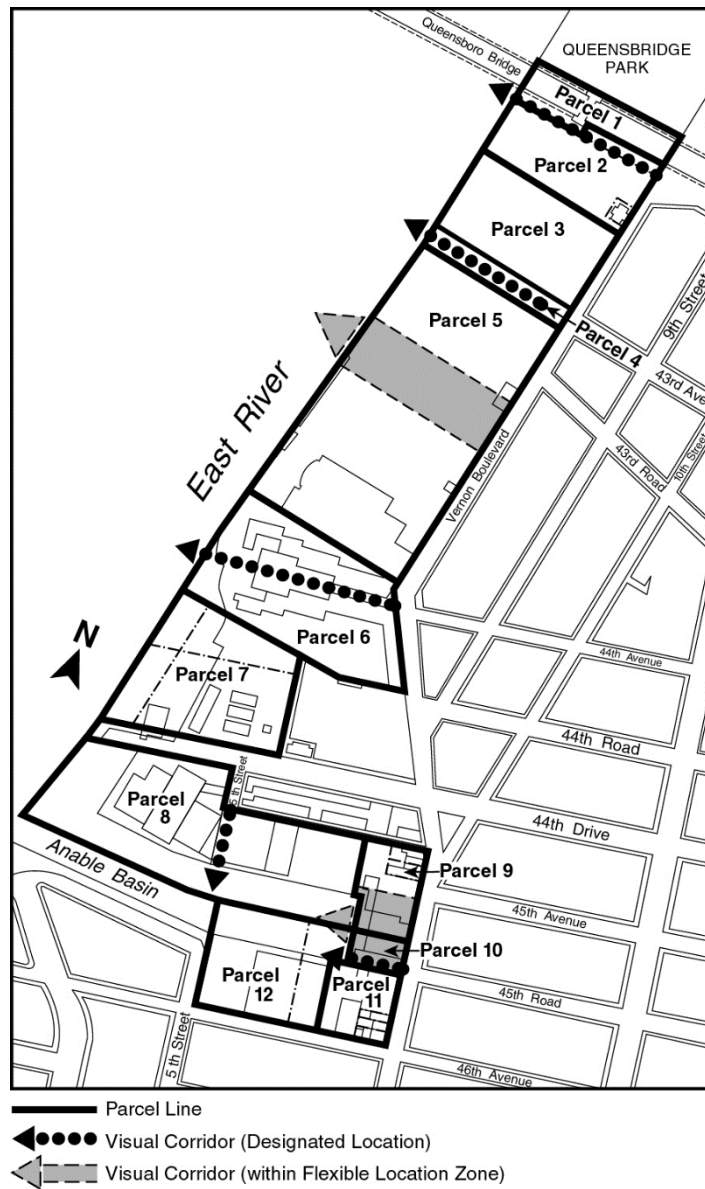 Queensboro Bridge
QUEENSBRIDGE
PARK
Parcel 1
Parcel 2
Parcel 3
Parcel 4
Parcel 5
9th Street
43rd Ave
10th Street
43rd Road
East River
Vernon Boulevard
N
Parcel 6
44th Avenue
Parcel 7
44th Road
5th Street
Parcel
8
44th Drive
Anable Basin
Parcel 9
45th Avenue
Parcel 10
Parcel
12
Parcel
11
45th Road
5 th Street
46th Avenue
Parcel Line
Visual Corridor (Designated Location)
Visual Corridor (within Flexible Location Zone)